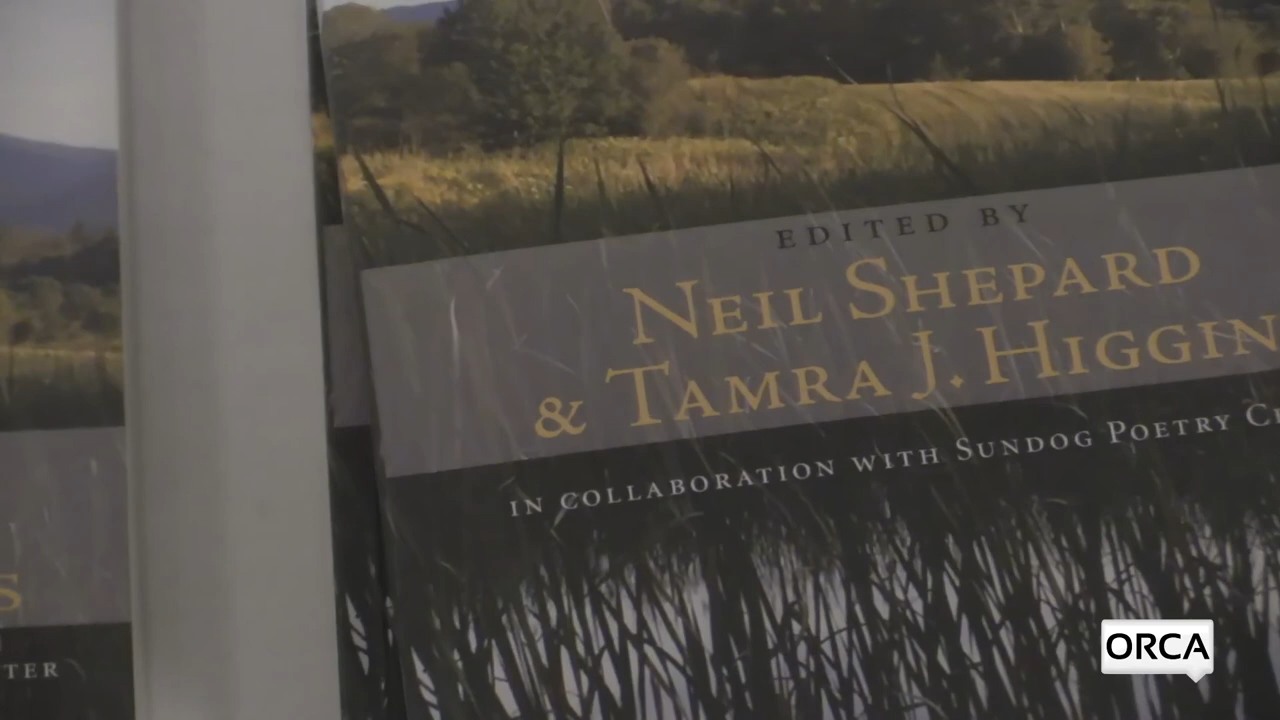 EDITED BY
NEIL SHEPARD
& TAMRA J. HIGGIN
IN COLLABORATION WITH SUNDOG POETRY
S
TER
ORCA